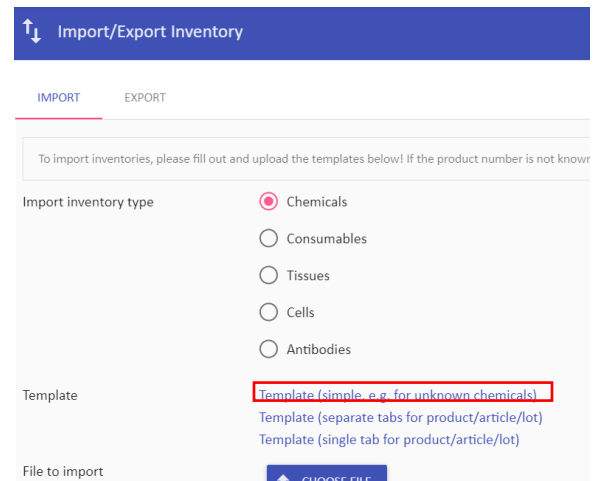 Import/Export Inventory
IMPORT EXPORT
To import inventories, please fill out and upload the templates below! If the product number is not known
Import inventory type Chemicals
Consumables
Tissues
Cells
Antibodies
Template Template (simple, e.g. for unknown chemicals)
Template (separate tabs for product/article/lot)
Template (single tab for product/article/lot)
File to import CHOOSE FILE